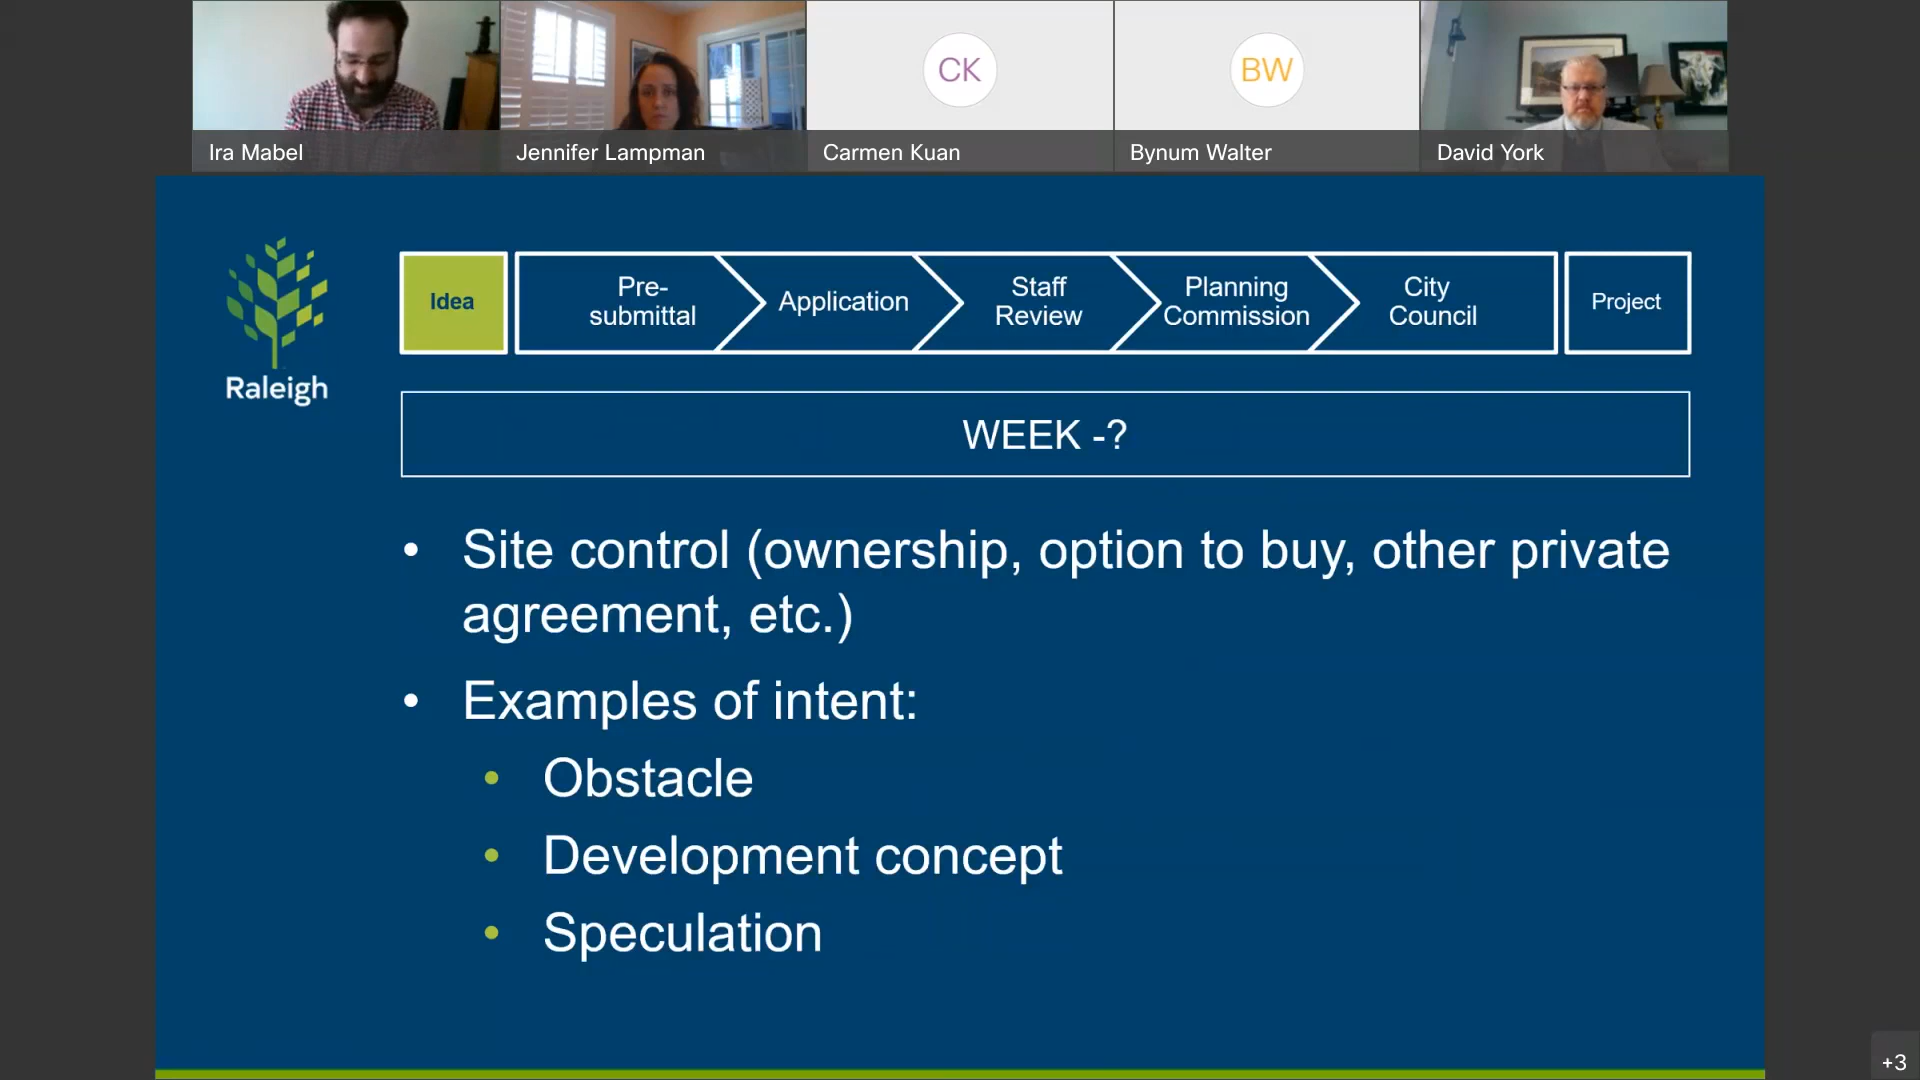 CK
BW
Ira Mabel
Jennifer Lampman
Carmen Kuan
Bynum Walter
David York
Raleigh
Idea
Pre-
submittal
Application
Staff
Review
Planning
Commission
City
Council
Project
WEEK -?
• Site control (ownership, option to buy, other private
agreement, etc.)
• Examples of intent:
• Obstacle
• Development concept
• Speculation
+3